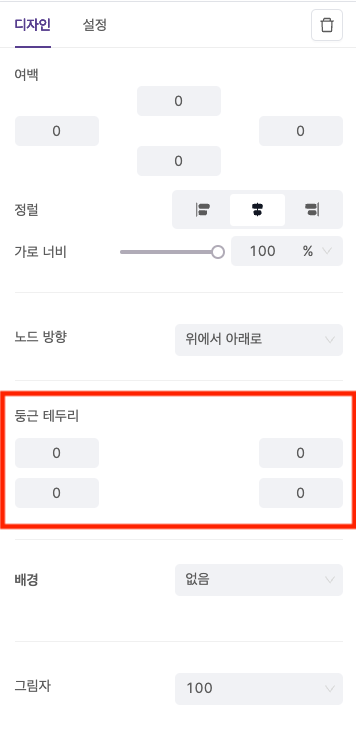 디자인 설정
여백
0
0 0
0
정렬
가로 너비 100 %
노드 방향 위에서 아래로
둥근 테두리
0 0
0 0
배경 없음
그림자 100